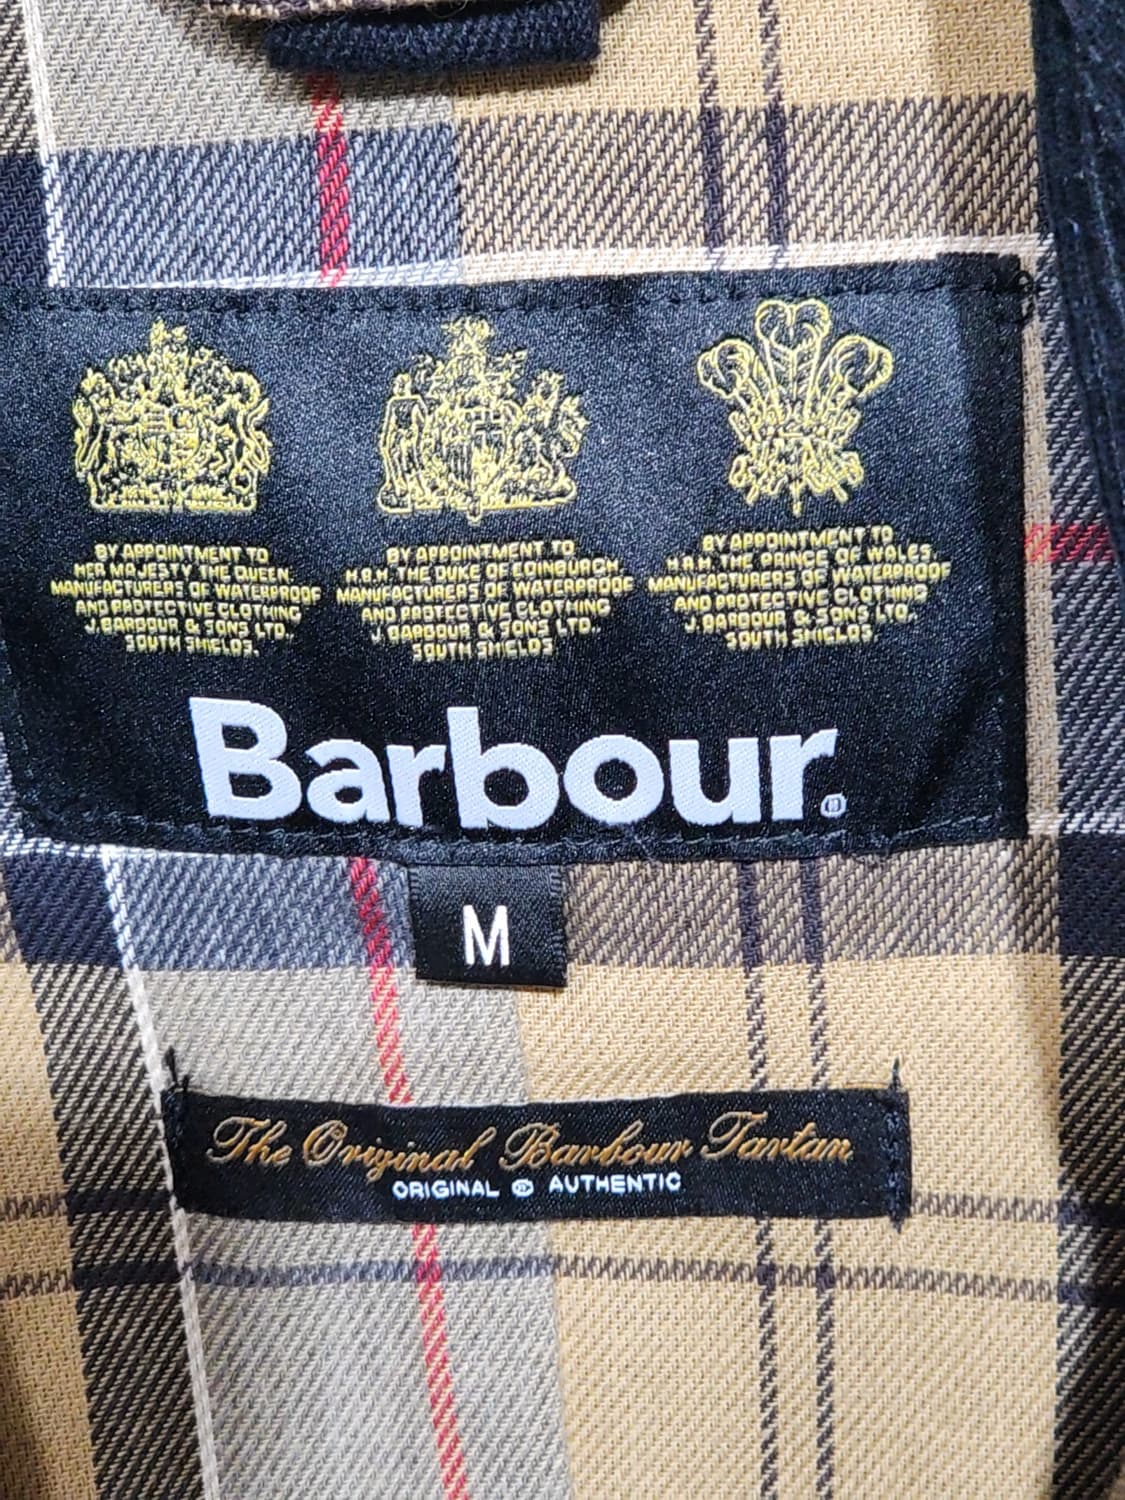 BY APPOINTMENT TO
HER MAJESTY THE QUEEN
MANUFACTURERS OF WATERPROOF
AND PROTECTIVE CLOTHING
J. BARBOUR & SONS LTD.
SOUTH SHIELDS.
BY APPOINTMENT TO
H.R.H. THE DUKE OF EDINBURGH
MANUFACTURERS OF WATERPROOF
AND PROTECTIVE CLOTHING
J. BARBOUR & SONS LTD.
SOUTH SHIELDS
BY APPOINTMENT TO
H.R.H. THE PRINCE OF WALES
MANUFACTURERS OF WATERPROOF
AND PROTECTIVE CLOTHING
J. BARBOUR & SONS LTD.
SOUTH SHIELDS
Barbour
M
The Original Barbour Tartan
ORIGINAL AUTHENTIC